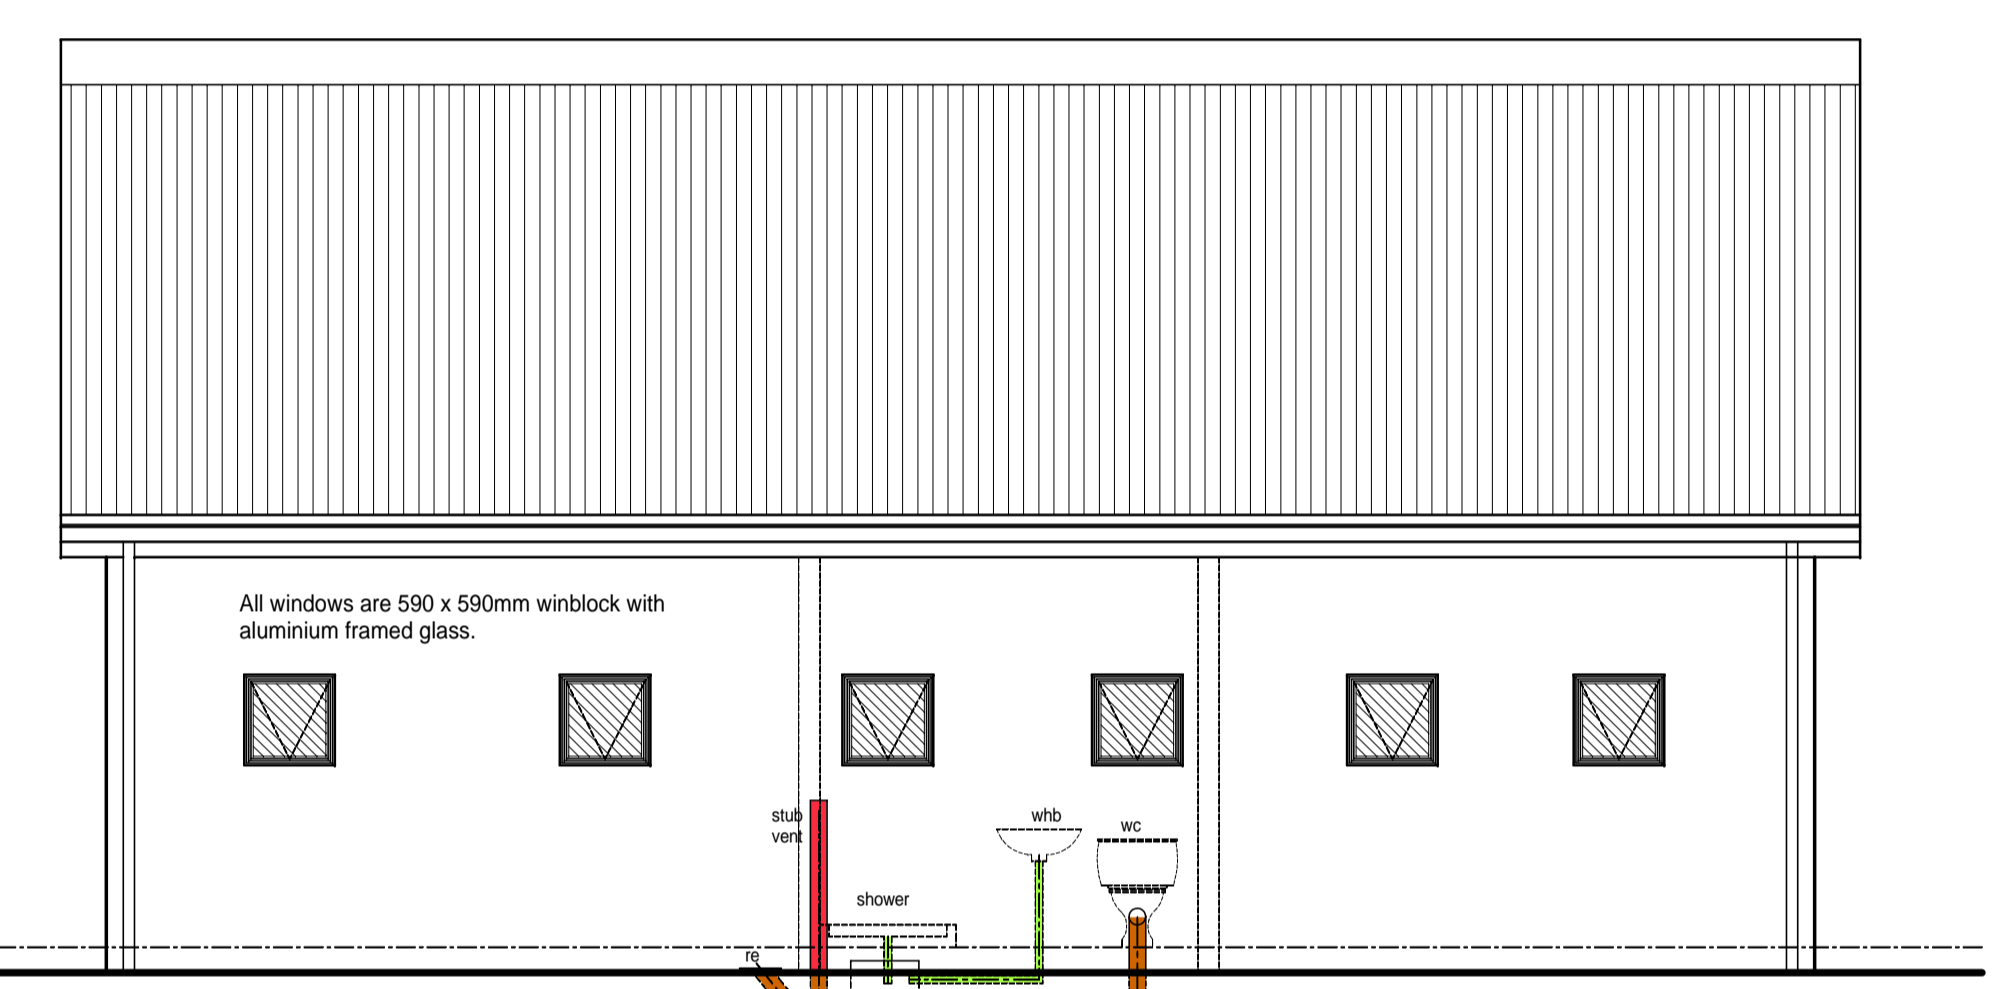 All windows are 590 x 590mm winblock with
aluminium framed glass.
stub
vent
whb
wc
shower
re